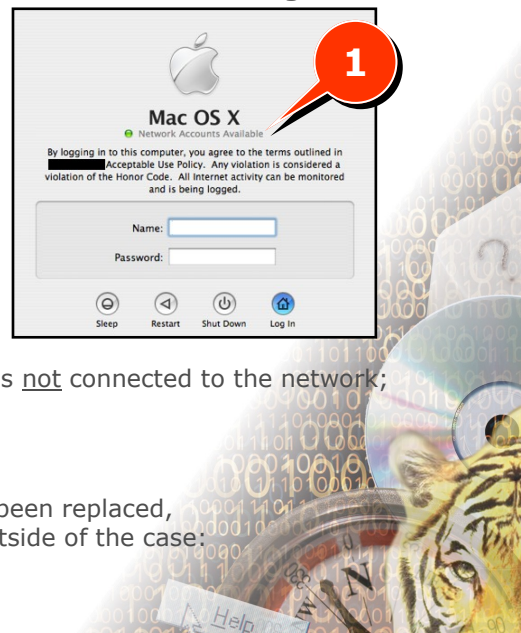 1
Mac OS X
Network Accounts Available
By logging in to this computer, you agree to the terms outlined in
Acceptable Use Policy. Any violation is considered a
violation of the Honor Code. All Internet activity can be monitored
and is being logged.
Name:
Password:
Sleep Restart Shut Down Log In
s not connected to the network;
been replaced,
tside of the case:
N
W
Help